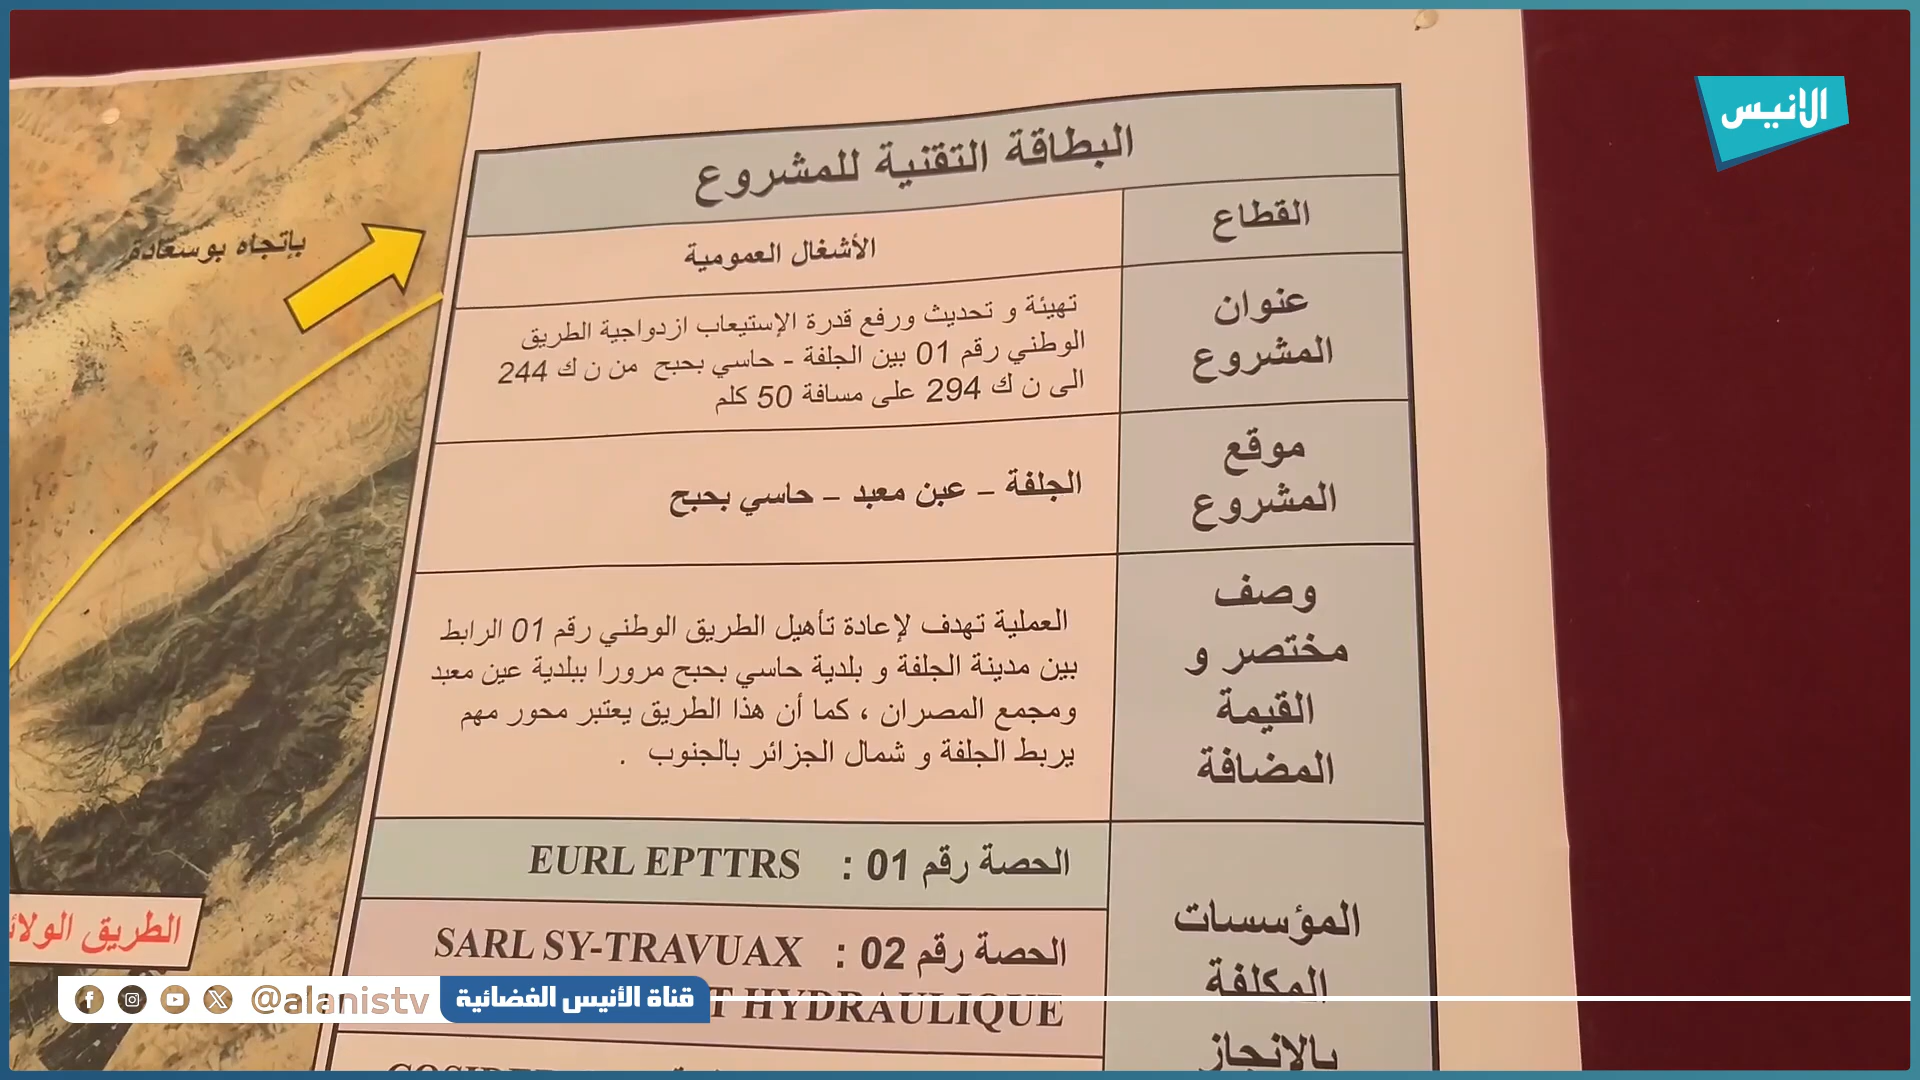 الانيس
بإتجاه بوسعادة
البطاقة التقنية للمشروع
القطاع
الأشغال العمومية
عنوان
المشروع
تهيئة و تحديث ورفع قدرة الإستيعاب ازدواجية الطريق
الوطني رقم 01 بين الجلفة - حاسي بحبح من ن ك 244
الى ن ك 294 على مسافة 50 كلم
موقع
المشروع
الجلفة – عين معبد – حاسي بحبح
وصف
مختصر و
القيمة
المضافة
العملية تهدف لإعادة تأهيل الطريق الوطني رقم 01 الرابط
بين مدينة الجلفة و بلدية حاسي بحبح مرورا ببلدية عين معبد
ومجمع المصران ، كما أن هذا الطريق يعتبر محور مهم
يربط الجلفة و شمال الجزائر بالجنوب .
المؤسسات
المكلفة
بالإنجاز
الحصة رقم 01 : EURL EPTTRS
الحصة رقم 02 : SARL SY-TRAVUAX
HYDRAULIQUE
الطريق
@alanistv
قناة الأنيس الفضائية